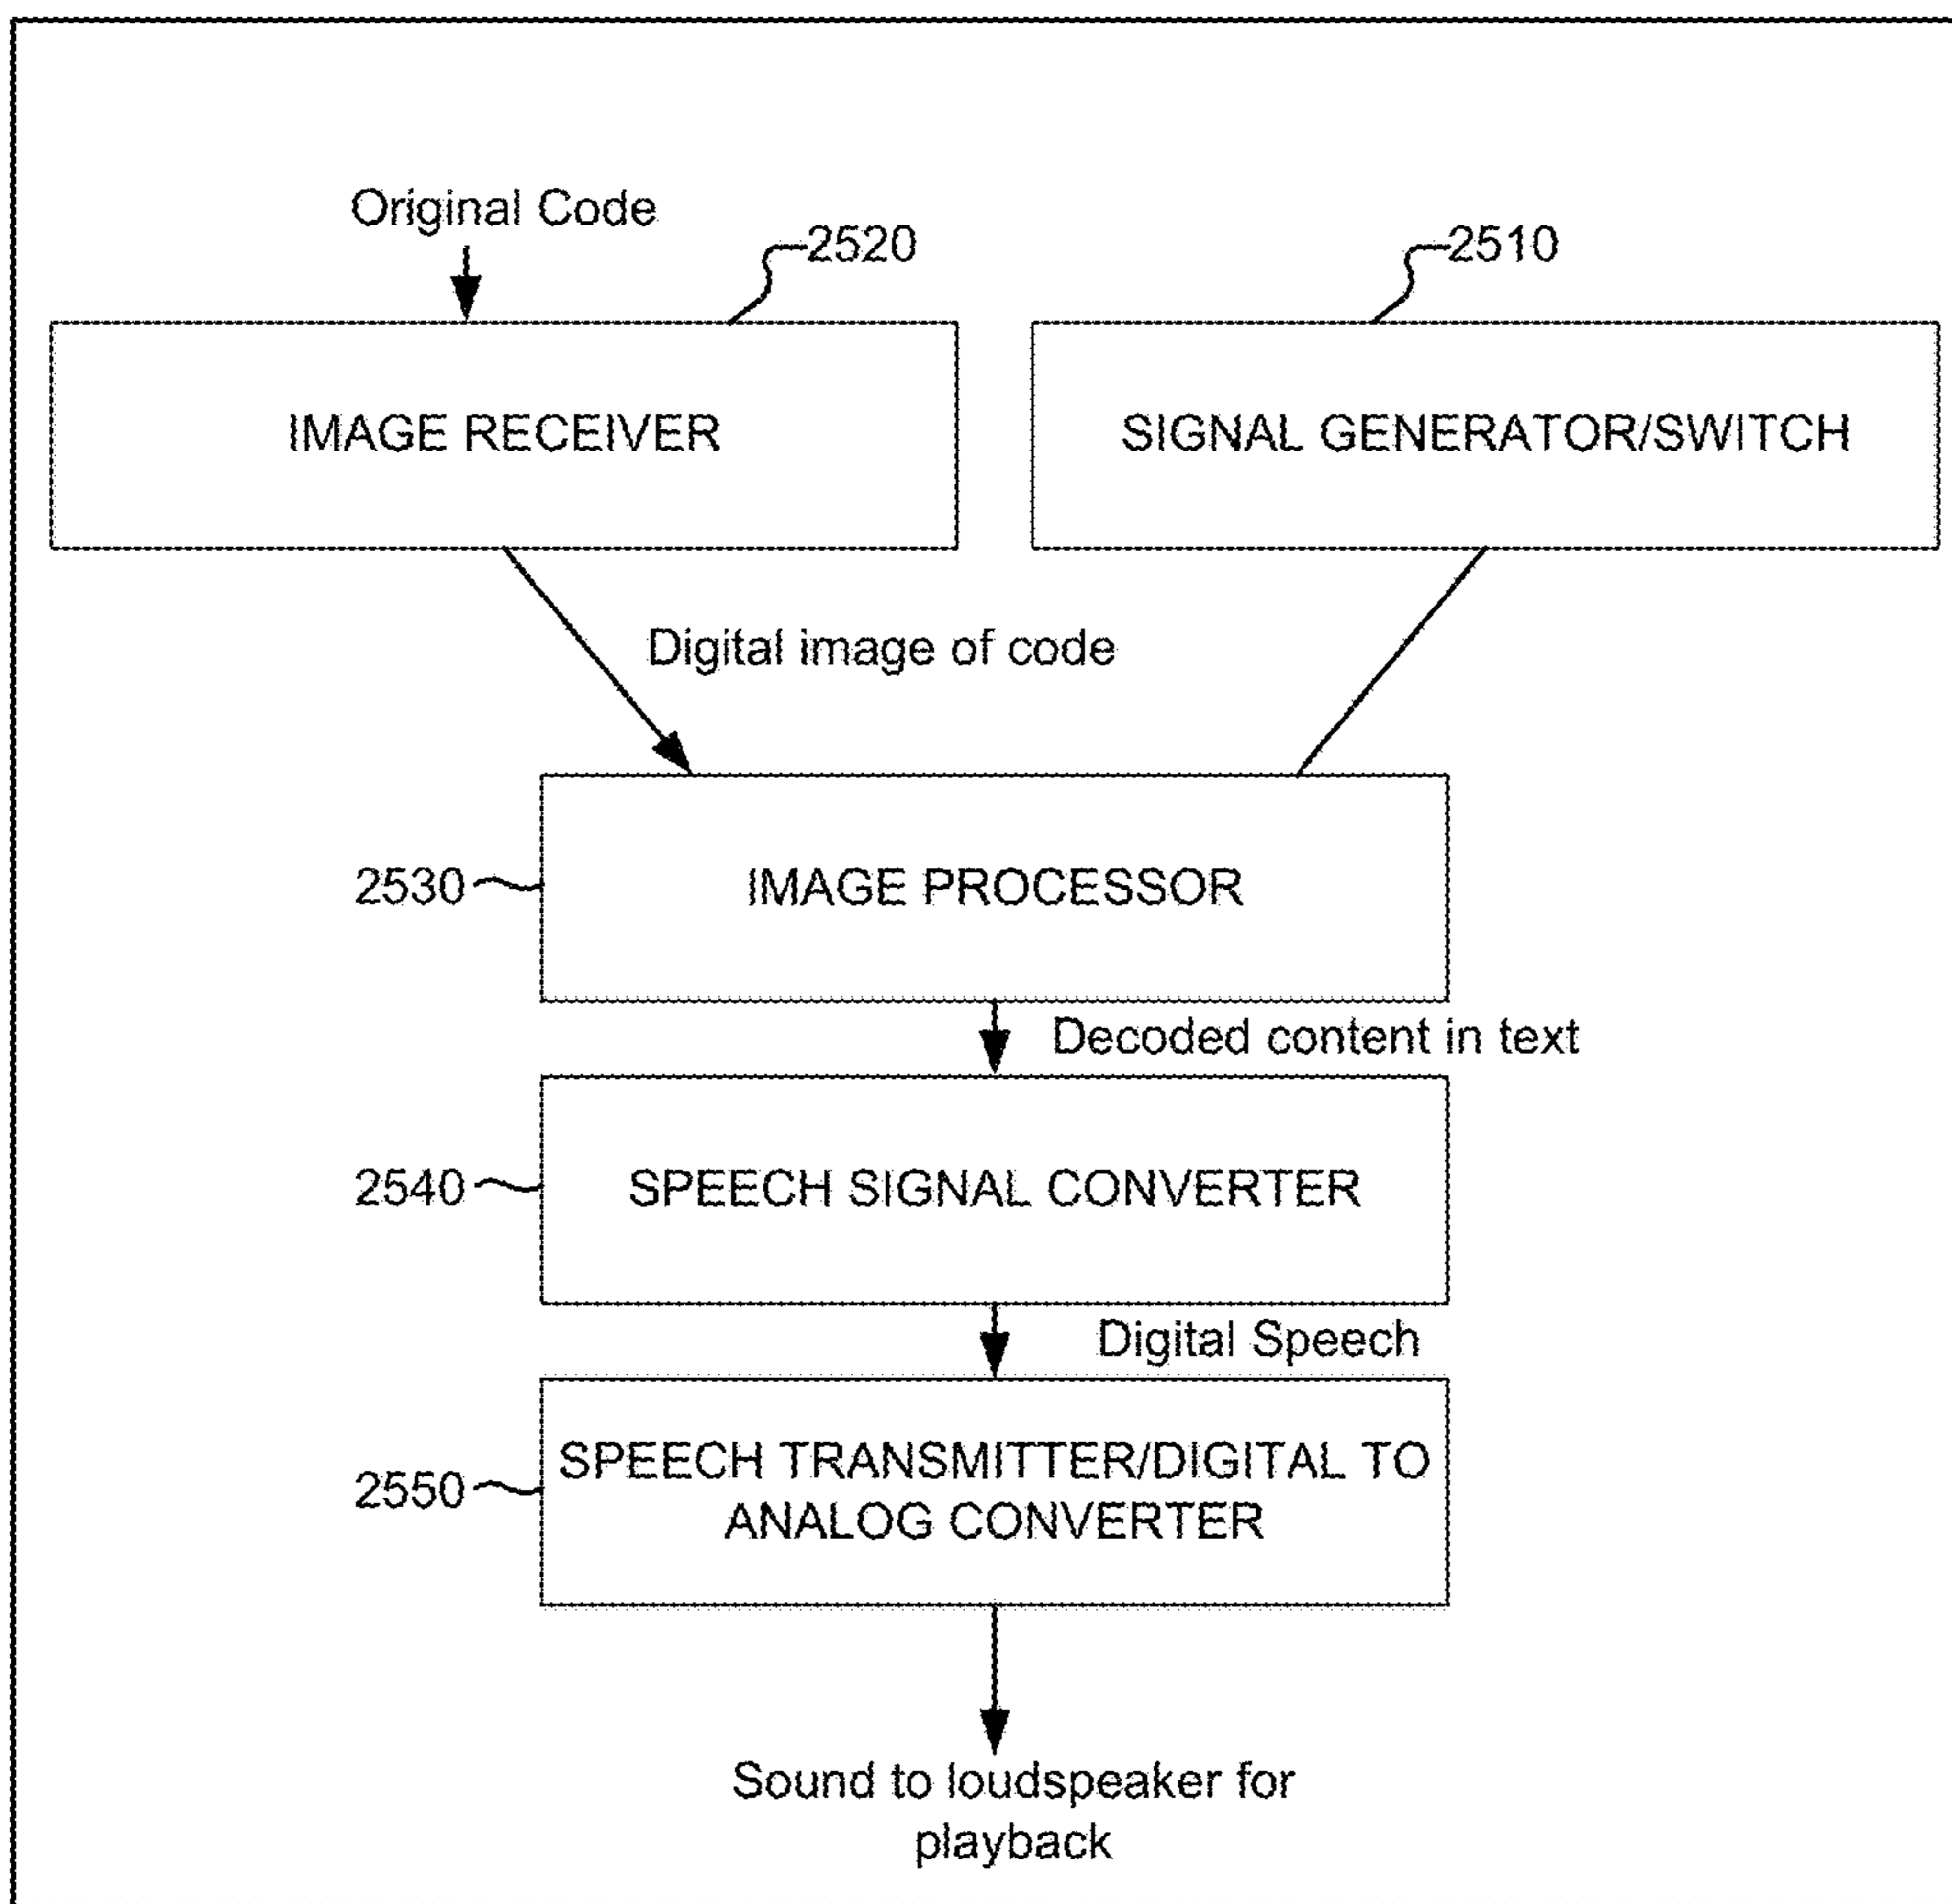 Original Code
2520
2510
IMAGE RECEIVER
SIGNAL GENERATOR/SWITCH
Digital image of code
2530
IMAGE PROCESSOR
Decoded content in text
2540
SPEECH SIGNAL CONVERTER
Digital Speech
2550
SPEECH TRANSMITTER/DIGITAL TO
ANALOG CONVERTER
Sound to loudspeaker for
playback